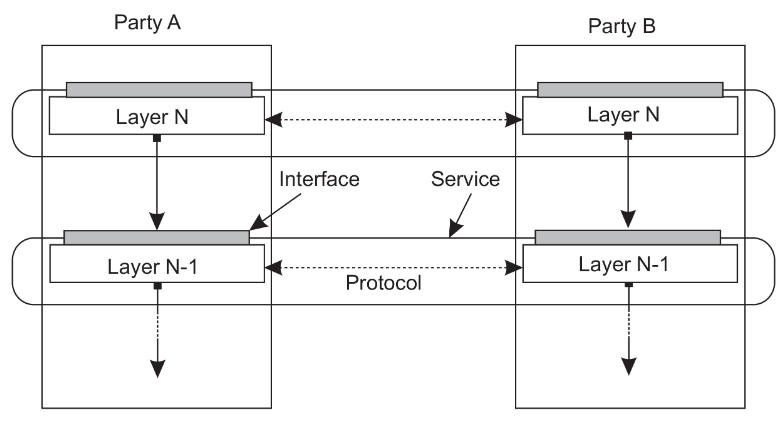 Party A
Party B
Layer N
Layer N
Interface
Service
Layer N-1
Layer N-1
Protocol